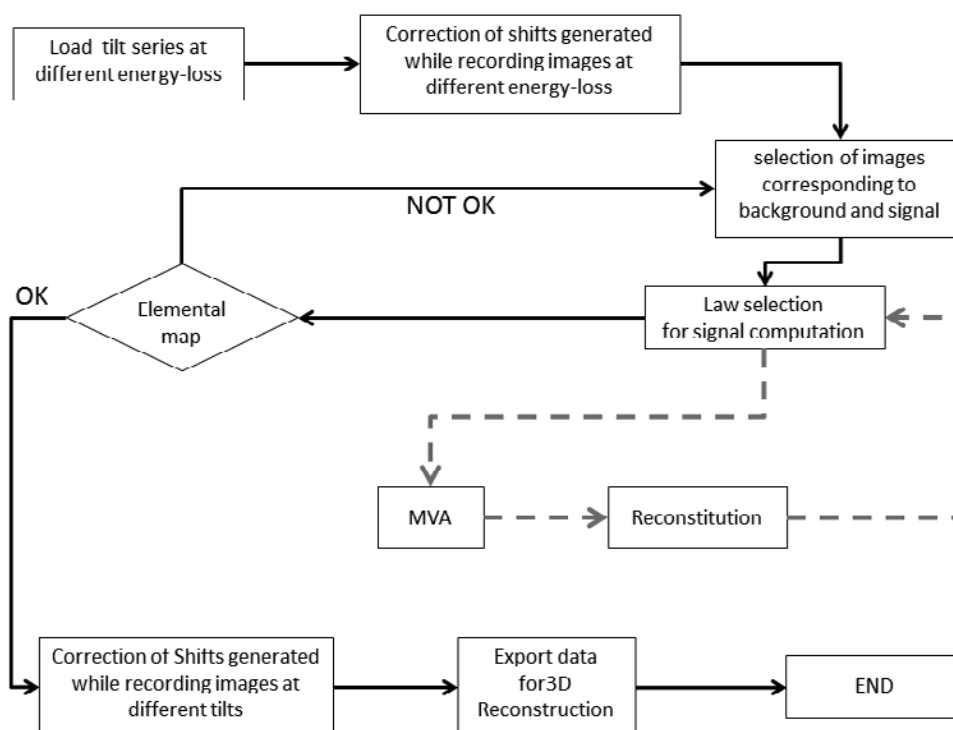 Load tilt series at
different energy-loss
Correction of shifts generated
while recording images at
different energy-loss
selection of images
corresponding to
background and signal
NOT OK
OK
Elemental
map
Law selection
for signal computation
MVA
Reconstitution
Correction of Shifts generated
while recording images at
different tilts
Export data
for3D
Reconstruction
END